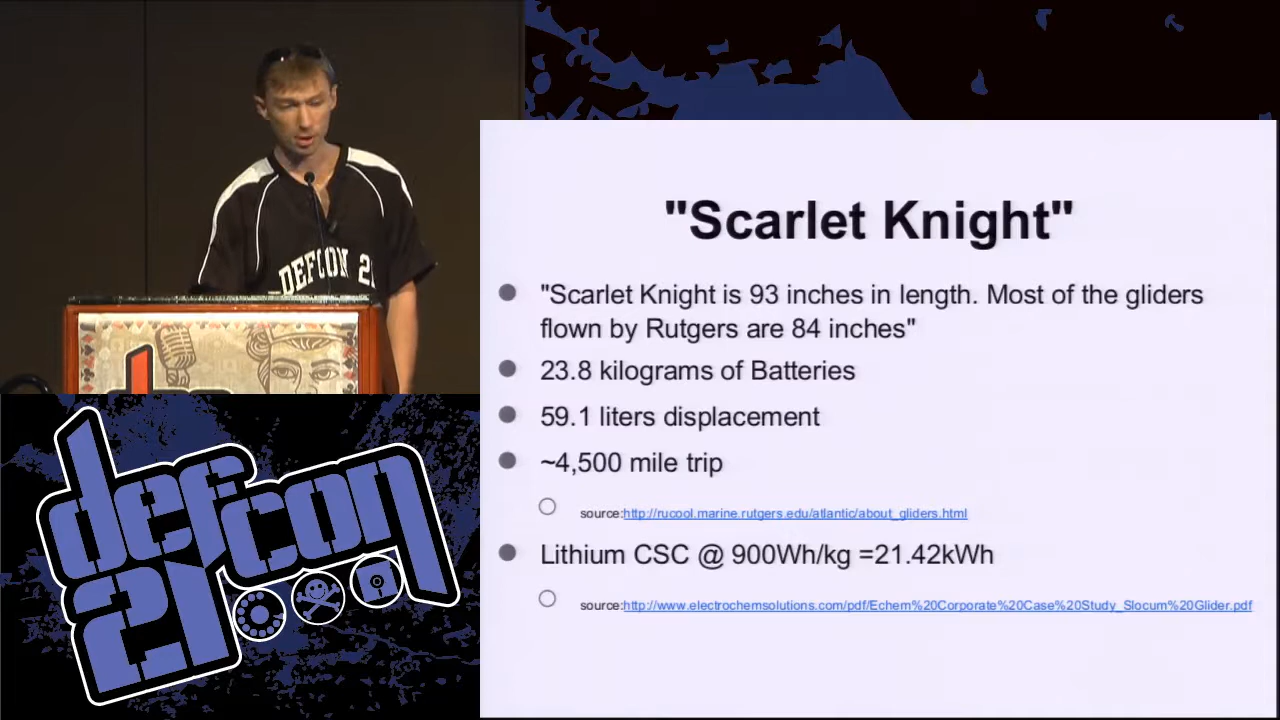 DEFCON 21
"Scarlet Knight"
"Scarlet Knight is 93 inches in length. Most of the gliders
flown by Rutgers are 84 inches"
23.8 kilograms of Batteries
59.1 liters displacement
~4,500 mile trip
source:http://rucool.marine.rutgers.edu/atlantic/about_gliders.html
Lithium CSC @ 900Wh/kg =21.42kWh
source:http://www.electrochemsolutions.com/pdf/Echem%20Corporate%20Case%20Study_Slocum%20Glider.pdf
defcon
21